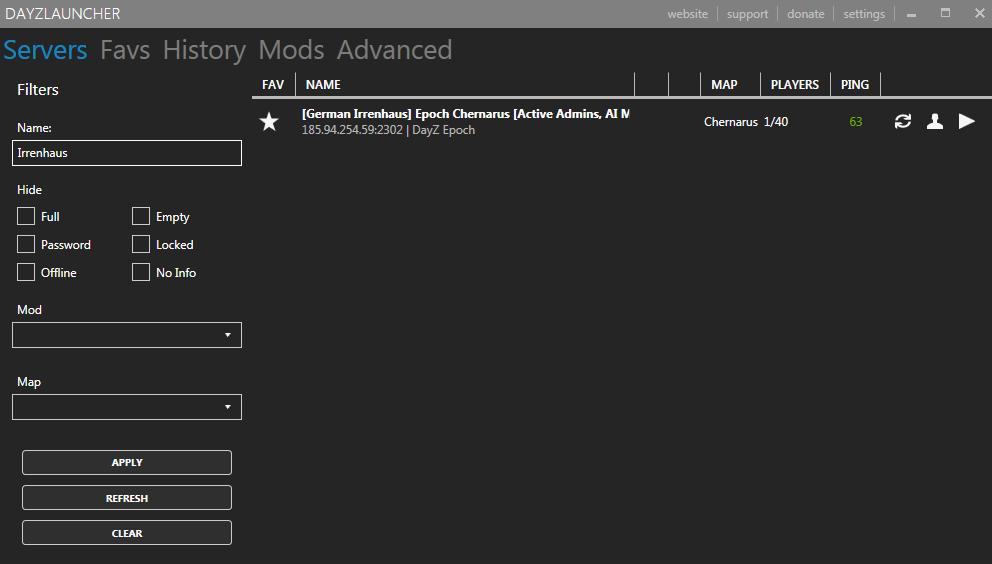 DAYZLAUNCHER
website support donate settings
Servers Favs History Mods Advanced
Filters
Name:
Irrenhaus
Hide
Full Empty
Password Locked
Offline No Info
Mod
Map
APPLY
REFRESH
CLEAR
FAV NAME MAP PLAYERS PING
[German Irrenhaus] Epoch Chernarus [Active Admins, AI M
185.94.254.59:2302 | DayZ Epoch
Chernarus 1/40 63